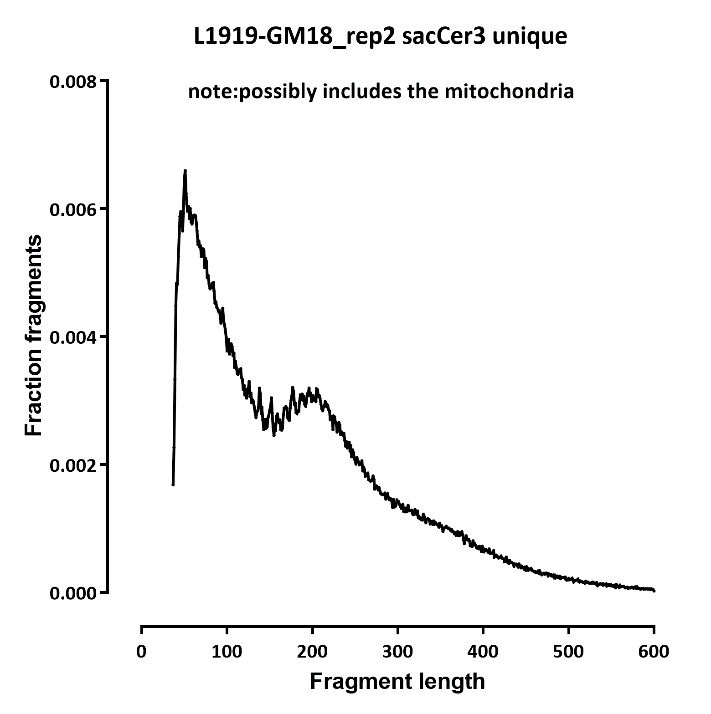 L1919-GM18_rep2 sacCer3 unique
note:possibly includes the mitochondria
0.008
0.006
0.004
0.002
0.000
Fraction fragments
0 100 200 300 400 500 600
Fragment length